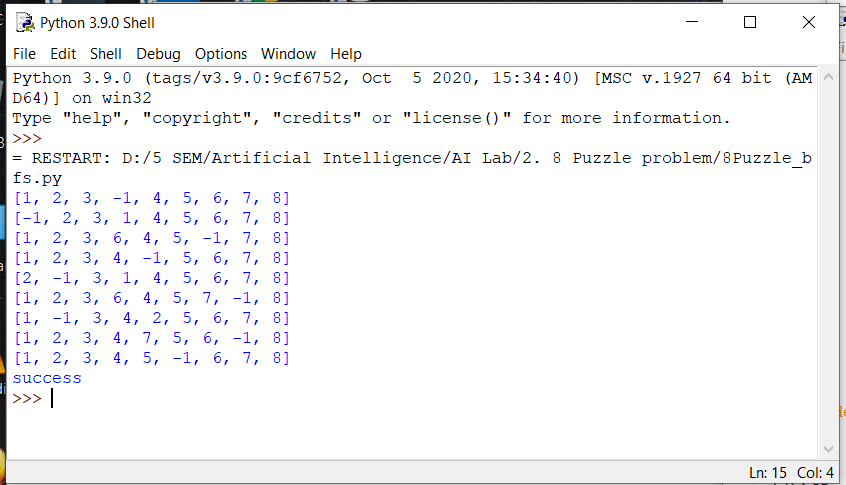 Python 3.9.0 Shell
File Edit Shell Debug Options Window Help
Python 3.9.0 (tags/v3.9.0:9cf6752, Oct  5 2020, 15:34:40) [MSC v.1927 64 bit (AM
D64)] on win32
Type "help", "copyright", "credits" or "license()" for more information.
>>>
= RESTART: D:/5 SEM/Artificial Intelligence/AI Lab/2. 8 Puzzle problem/8Puzzle_b
fs.py
[1, 2, 3, -1, 4, 5, 6, 7, 8]
[-1, 2, 3, 1, 4, 5, 6, 7, 8]
[1, 2, 3, 6, 4, 5, -1, 7, 8]
[1, 2, 3, 4, -1, 5, 6, 7, 8]
[2, -1, 3, 1, 4, 5, 6, 7, 8]
[1, 2, 3, 6, 4, 5, 7, -1, 8]
[1, -1, 3, 4, 2, 5, 6, 7, 8]
[1, 2, 3, 4, 7, 5, 6, -1, 8]
[1, 2, 3, 4, 5, -1, 6, 7, 8]
success
>>>
Ln: 15 Col: 4